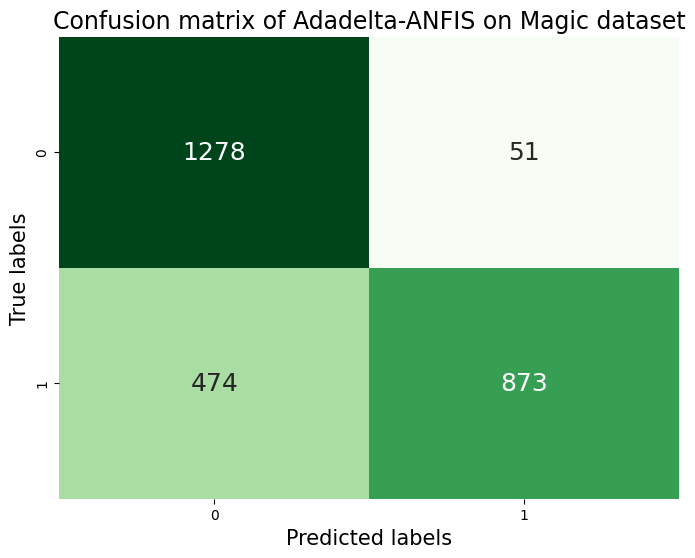 Confusion matrix of Adadelta-ANFIS on Magic dataset
True labels
0
1278
51
1
474
873
0
1
Predicted labels